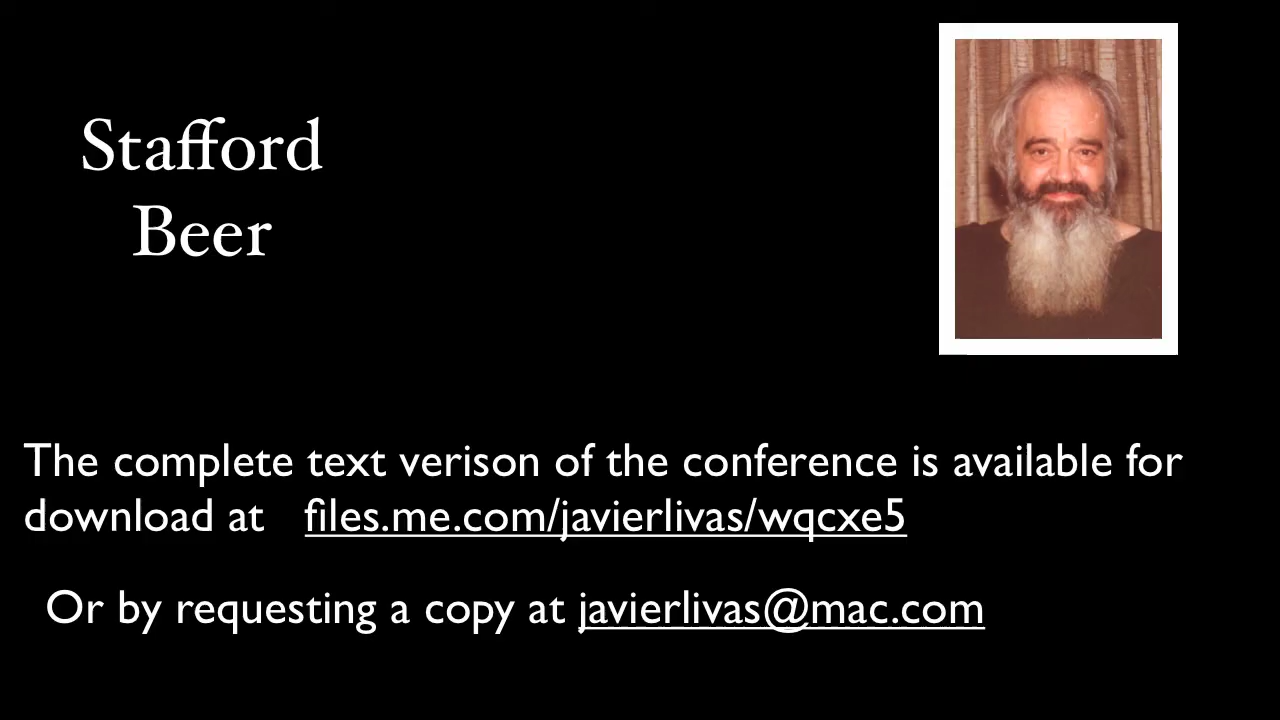 Stafford
Beer
The complete text verison of the conference is available for
download at files.me.com/javierlivas/wqcxe5
Or by requesting a copy at javierlivas@mac.com